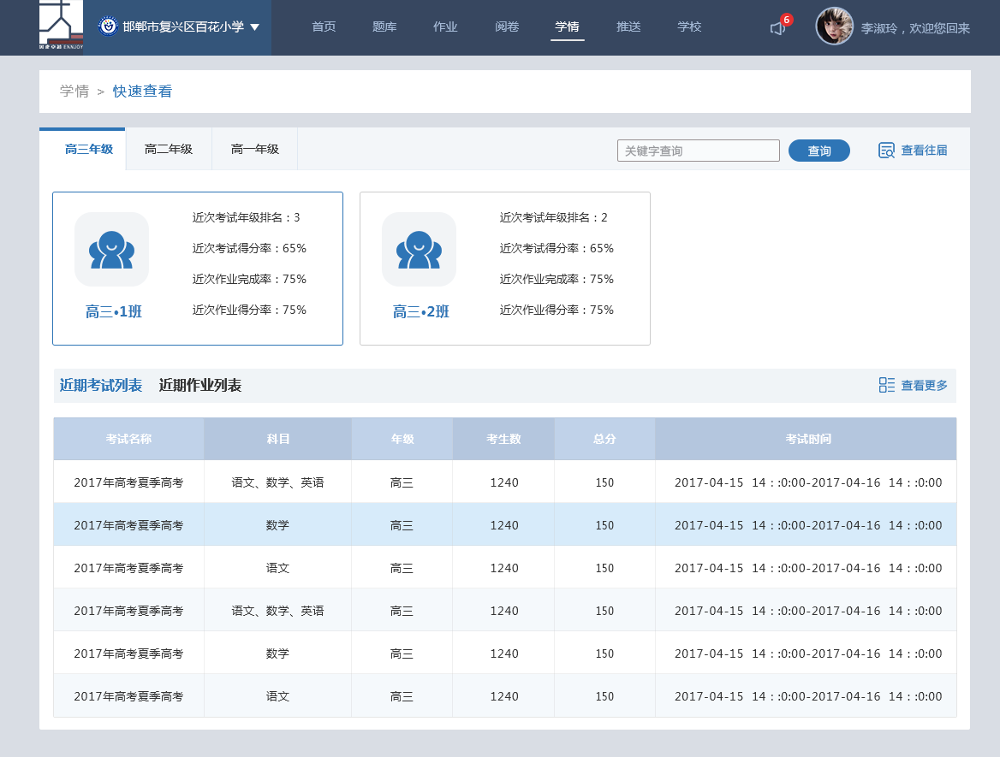 邯郸市复兴区百花小学 首页 题库 作业 阅卷 学情 推送 学校 6 李淑玲，欢迎您回来
学情 > 快速查看
高三年级 高二年级 高一年级 关键字查询 查询 查看往届
近次考试年级排名：3
近次考试得分率：65%
近次作业完成率：75%
近次作业得分率：75%
高三•1班
近次考试年级排名：2
近次考试得分率：65%
近次作业完成率：75%
近次作业得分率：75%
高三•2班
近期考试列表 近期作业列表 查看更多
考试名称 科目 年级 考生数 总分 考试时间
2017年高考夏季高考 语文、数学、英语 高三 1240 150 2017-04-15 14：:0:00-2017-04-16 14：:0:00
2017年高考夏季高考 数学 高三 1240 150 2017-04-15 14：:0:00-2017-04-16 14：:0:00
2017年高考夏季高考 语文 高三 1240 150 2017-04-15 14：:0:00-2017-04-16 14：:0:00
2017年高考夏季高考 语文、数学、英语 高三 1240 150 2017-04-15 14：:0:00-2017-04-16 14：:0:00
2017年高考夏季高考 数学 高三 1240 150 2017-04-15 14：:0:00-2017-04-16 14：:0:00
2017年高考夏季高考 语文 高三 1240 150 2017-04-15 14：:0:00-2017-04-16 14：:0:00